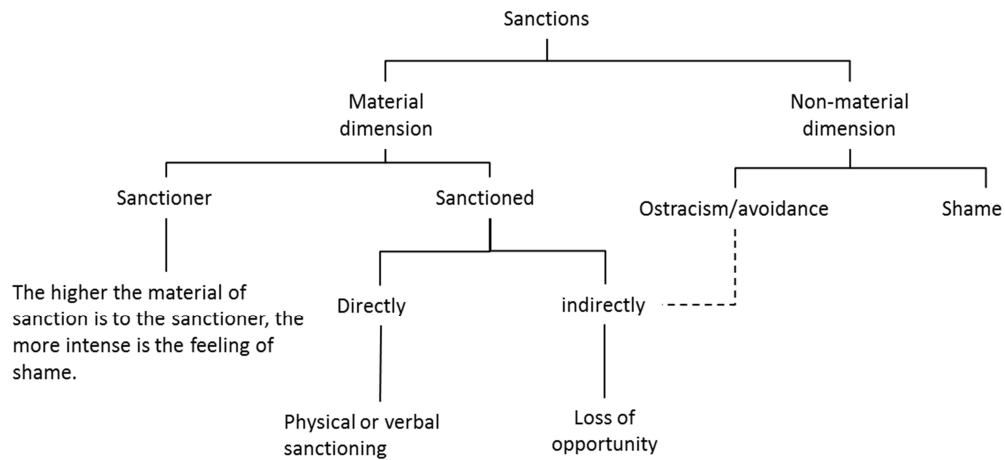 Sanctions
Material
dimension
Non-material
dimension
Sanctioner
Sanctioned
Ostracism/avoidance
Shame
The higher the material of
sanction is to the sanctioner, the
more intense is the feeling of
shame.
Directly
indirectly
Physical or verbal
sanctioning
Loss of
opportunity